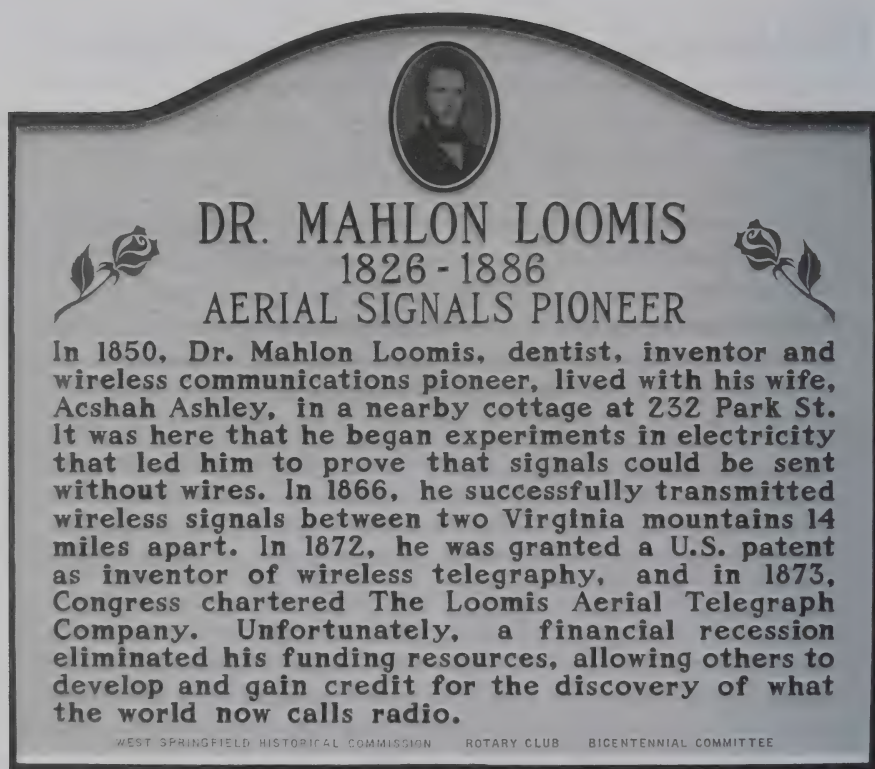 DR. MAHLON LOOMIS
1826 - 1886
AERIAL SIGNALS PIONEER
In 1850, Dr. Mahlon Loomis, dentist, inventor and
wireless communications pioneer, lived with his wife,
Acshah Ashley, in a nearby cottage at 232 Park St.
It was here that he began experiments in electricity
that led him to prove that signals could be sent
without wires. In 1866, he successfully transmitted
wireless signals between two Virginia mountains 14
miles apart. In 1872, he was granted a U.S. patent
as inventor of wireless telegraphy, and in 1873,
Congress chartered The Loomis Aerial Telegraph
Company. Unfortunately, a financial recession
eliminated his funding resources, allowing others to
develop and gain credit for the discovery of what
the world now calls radio.
WEST SPRINGFIELD HISTORICAL COMMISSION ROTARY CLUB BICENTENNIAL COMMITTEE